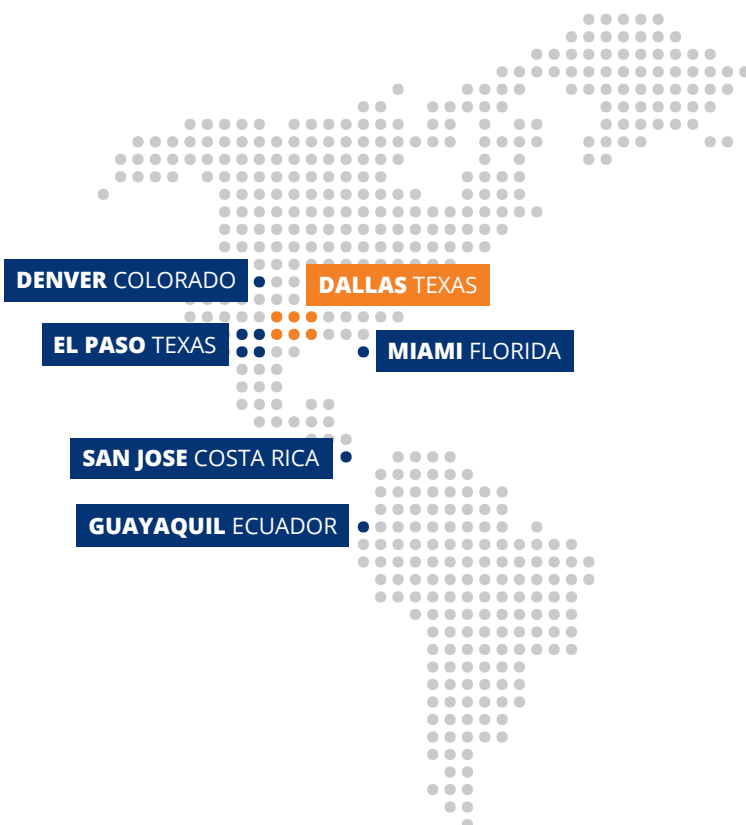 DENVER COLORADO
DALLAS TEXAS
EL PASO TEXAS
MIAMI FLORIDA
SAN JOSE COSTA RICA
GUAYAQUIL ECUADOR